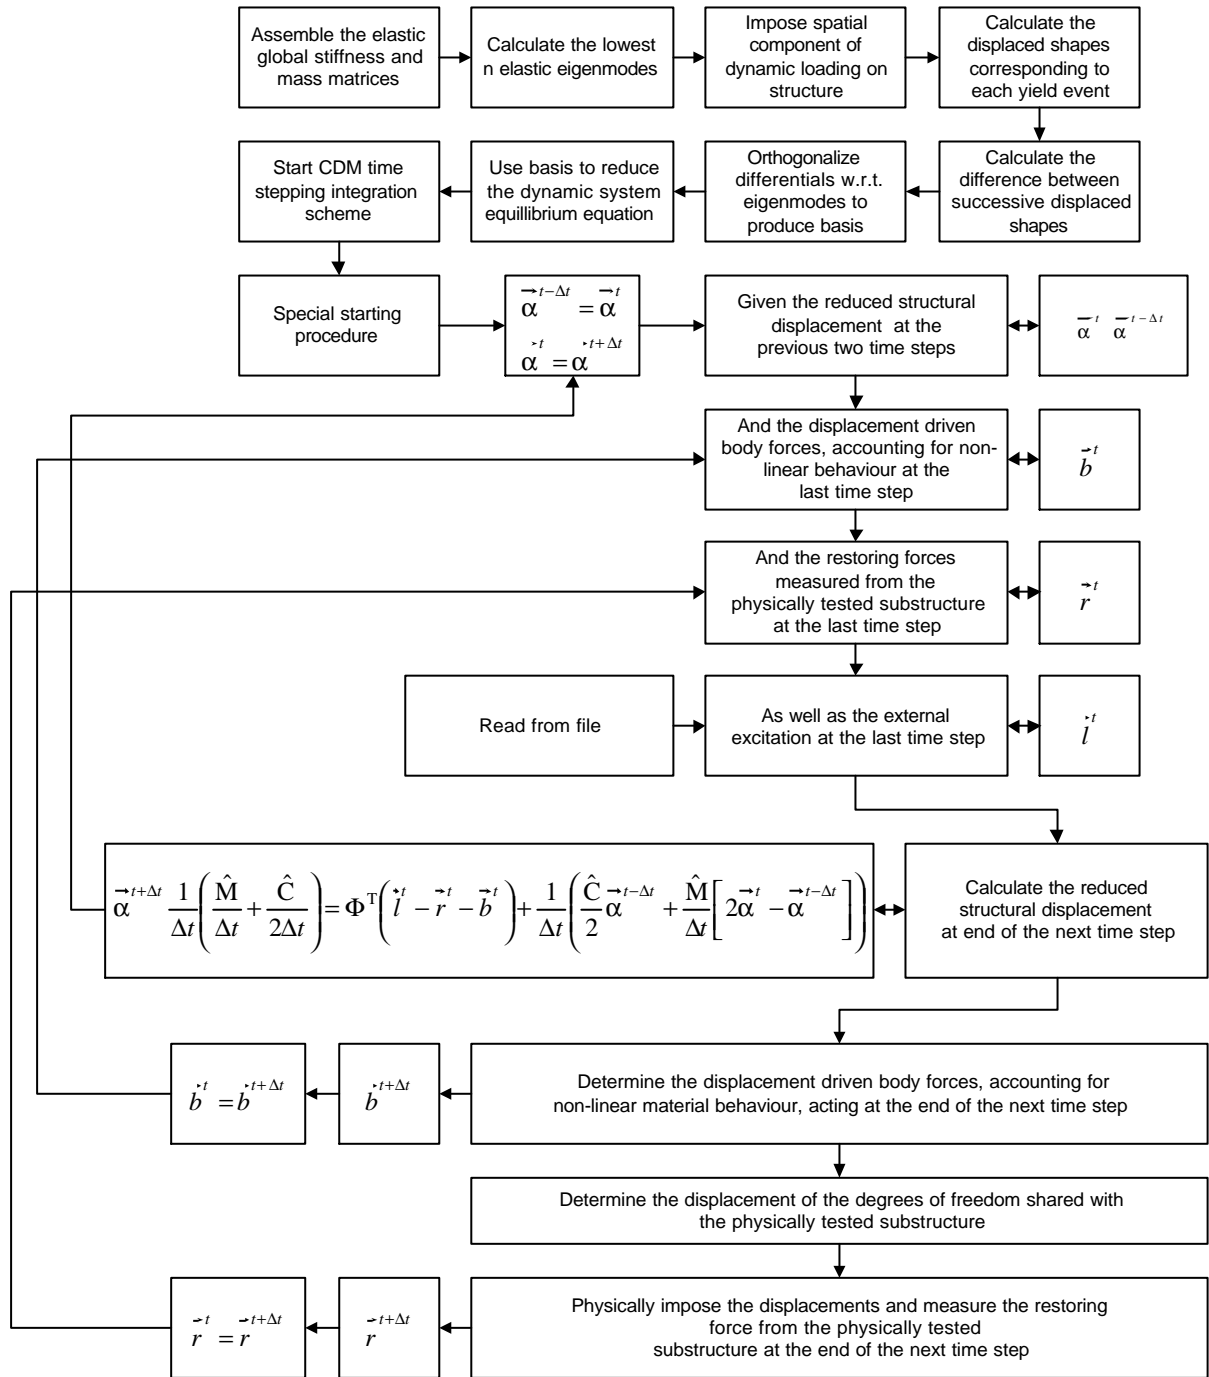 Assemble the elastic
global stiffness and
mass matrices
Calculate the lowest
n elastic eigenmodes
Impose spatial
component of
dynamic loading on
structure
Calculate the
displaced shapes
corresponding to
each yield event
Start CDM time
stepping integration
scheme
Use basis to reduce
the dynamic system
equillibrium equation
Orthogonalize
differentials w.r.t.
eigenmodes to
produce basis
Calculate the
difference between
successive displaced
shapes
Special starting
procedure
α⃗^{t−Δt} = α⃗^{t}
α⃗^{t} = α⃗^{t+Δt}
Given the reduced structural
displacement at the
previous two time steps
α⃗^{t} α⃗^{t−Δt}
And the displacement driven
body forces, accounting for non-
linear behaviour at the
last time step
b⃗^{t}
And the restoring forces
measured from the
physically tested substructure
at the last time step
r⃗^{t}
Read from file
As well as the external
excitation at the last time step
l⃗^{t}
α⃗^{t+Δt} 1/Δt (M̂/Δt + Ĉ/2Δt) = Φ^T (l⃗^{t} − r⃗^{t} − b⃗^{t}) + 1/Δt (Ĉ/2 α⃗^{t−Δt} + M̂/Δt [2α⃗^{t} − α⃗^{t−Δt}])
Calculate the reduced
structural displacement
at end of the next time step
b⃗^{t} = b⃗^{t+Δt}
b⃗^{t+Δt}
Determine the displacement driven body forces, accounting for
non-linear material behaviour, acting at the end of the next time step
Determine the displacement of the degrees of freedom shared with
the physically tested substructure
r⃗^{t} = r⃗^{t+Δt}
r⃗^{t+Δt}
Physically impose the displacements and measure the restoring
force from the physically tested
substructure at the end of the next time step